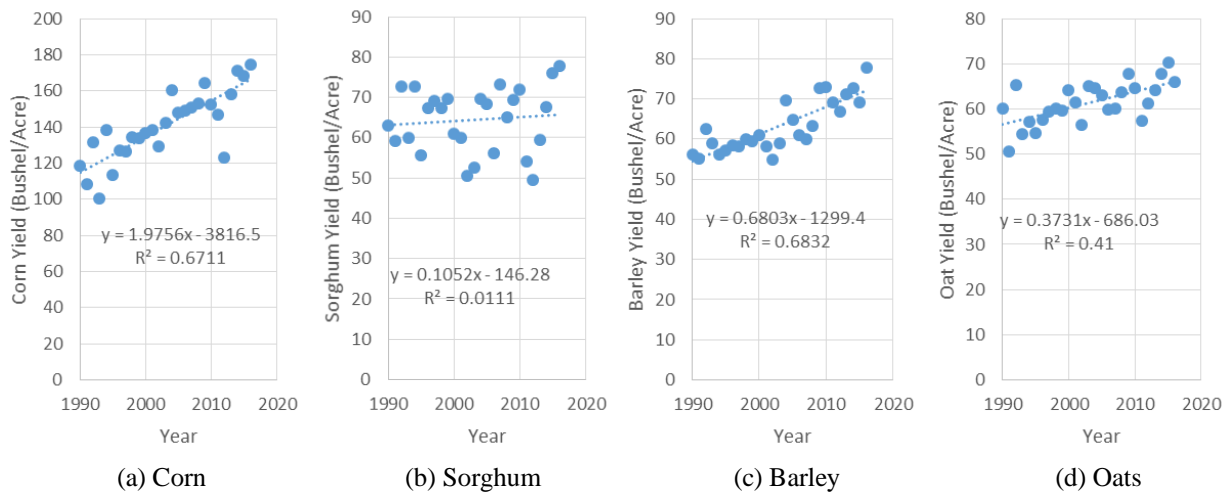 Corn Yield (Bushel/Acre)
200
180
160
140
120
100
80
60
40
20
0
y = 1.9756x - 3816.5
R² = 0.6711
1990 2000 2010 2020
Year
(a) Corn
Sorghum Yield (Bushel/Acre)
90
80
70
60
50
40
30
20
10
0
y = 0.1052x - 146.28
R² = 0.0111
1990 2000 2010 2020
Year
(b) Sorghum
Barley Yield (Bushel/Acre)
90
80
70
60
50
40
30
20
10
0
y = 0.6803x - 1299.4
R² = 0.6832
1990 2000 2010 2020
Year
(c) Barley
Oat Yield (Bushel/Acre)
80
70
60
50
40
30
20
10
0
y = 0.3731x - 686.03
R² = 0.41
1990 2000 2010 2020
Year
(d) Oats